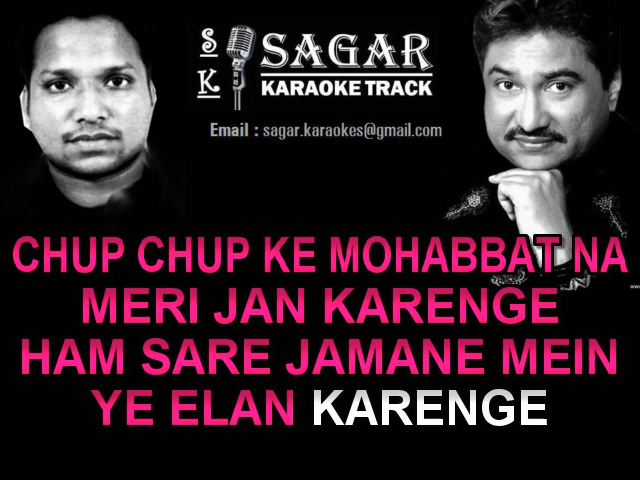 S K
SAGAR
KARAOKE TRACK
Email : sagar.karaokes@gmail.com
CHUP CHUP KE MOHABBAT NA
www
MERI JAN KARENGE
HAM SARE JAMANE MEIN
YE ELAN KARENGE